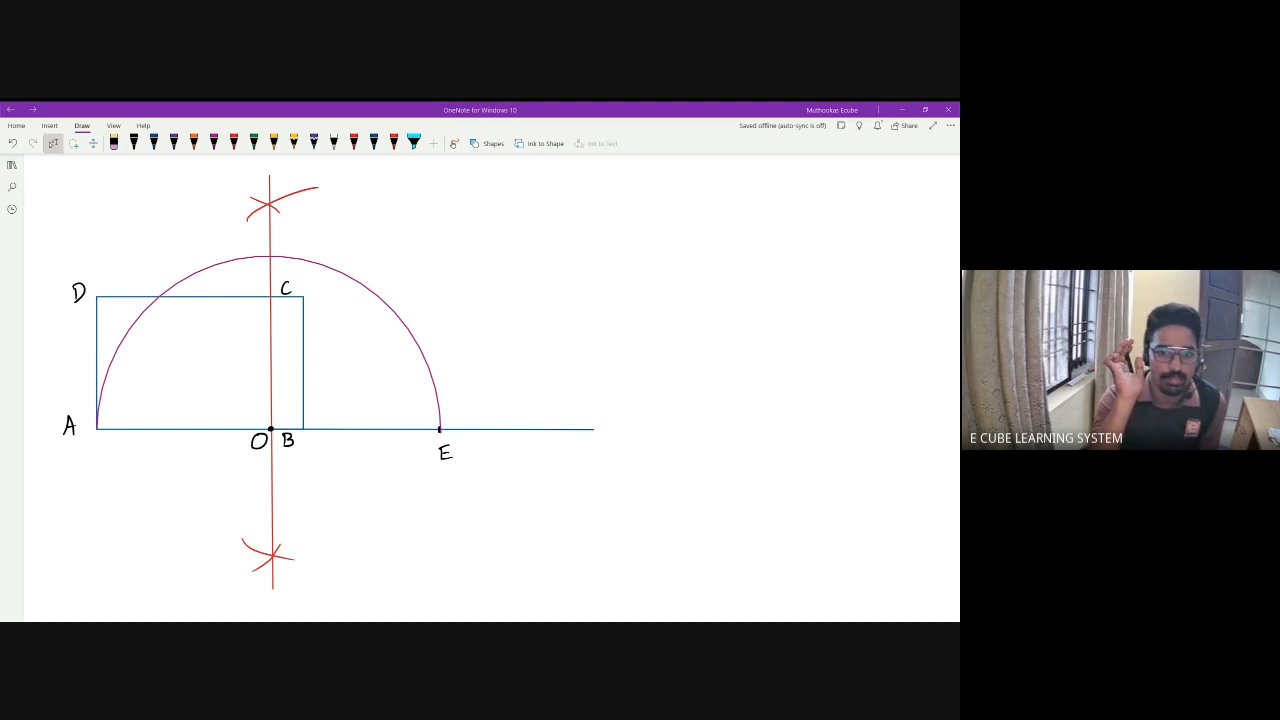 OneNote for Windows 10
Muthookas Ecube
Home Insert Draw View Help
Saved offline (auto-sync is off)
Share
Shapes
Ink to Shape
Ink to Text
D
C
A
O
B
E
E CUBE LEARNING SYSTEM